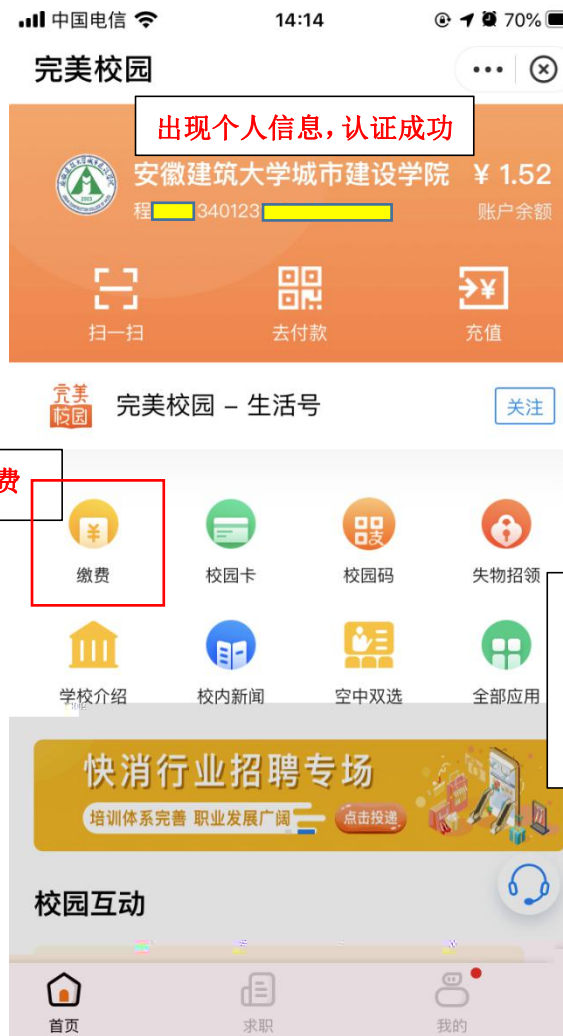 中国电信 14:14 70%
完美校园
出现个人信息，认证成功
安徽建筑大学城市建设学院 ¥ 1.52
程 340123 账户余额
扫一扫 去付款 充值
完美校园
完美校园 – 生活号 关注
费
缴费 校园卡 校园码 失物招领
学校介绍 校内新闻 空中双选 全部应用
快消行业招聘专场
培训体系完善 职业发展广阔 点击投递
校园互动
首页 求职 我的